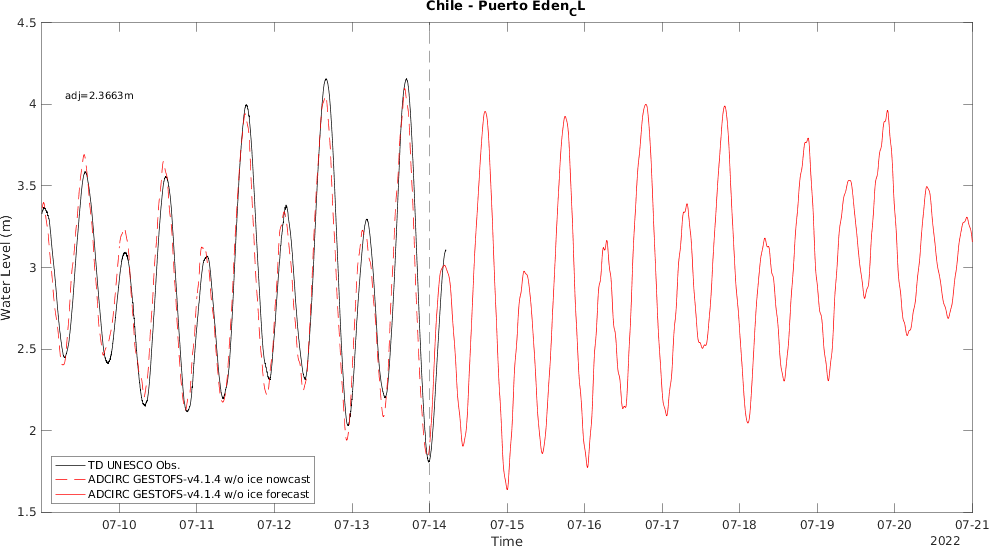 Chile - Puerto Eden_CL
4.5
adj=2.3663m
4
3.5
3
2.5
2
1.5
Water Level (m)
TD UNESCO Obs.
ADCIRC GESTOFS-v4.1.4 w/o ice nowcast
ADCIRC GESTOFS-v4.1.4 w/o ice forecast
07-10 07-11 07-12 07-13 07-14 07-15 07-16 07-17 07-18 07-19 07-20 07-21
Time
2022